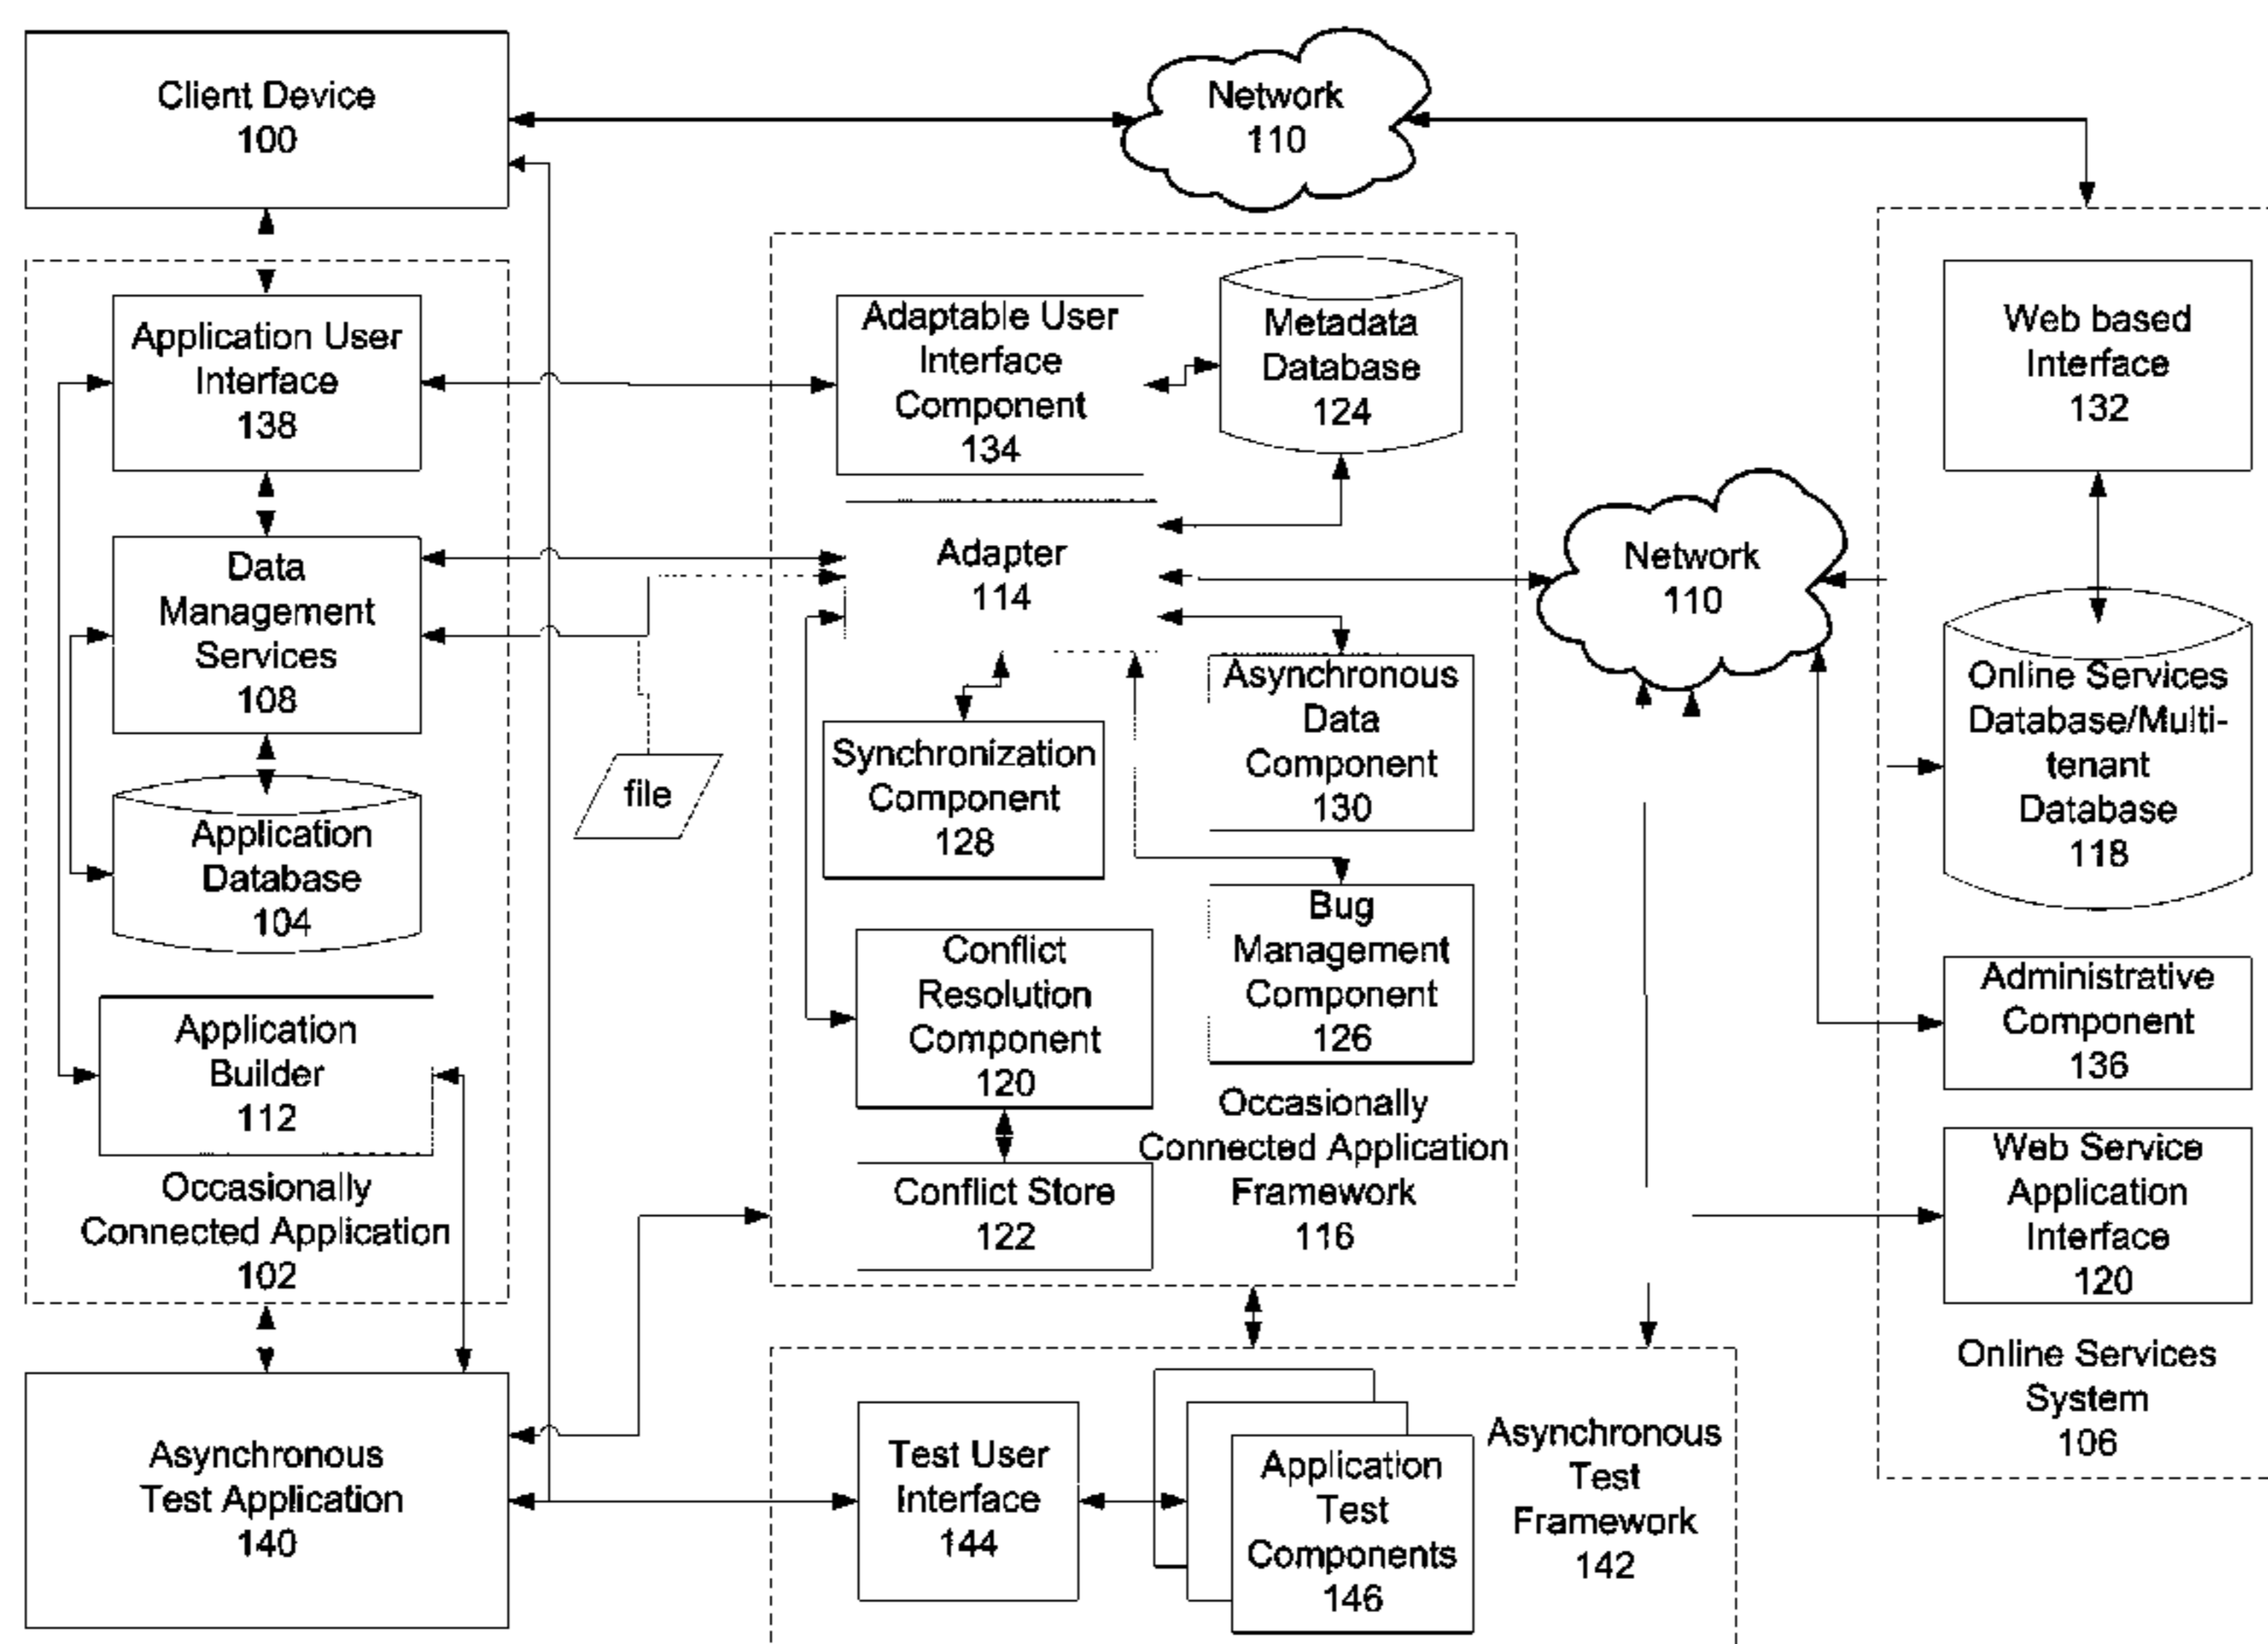 Client Device
100
Network
110
Application User
Interface
138
Data
Management
Services
108
Application
Database
104
Application
Builder
112
Occasionally
Connected Application
102
file
Adaptable User
Interface
Component
134
Metadata
Database
124
Adapter
114
Synchronization
Component
128
Asynchronous
Data
Component
130
Conflict
Resolution
Component
120
Bug
Management
Component
126
Conflict Store
122
Occasionally
Connected Application
Framework
116
Network
110
Web based
Interface
132
Online Services
Database/Multi-
tenant
Database
118
Administrative
Component
136
Web Service
Application
Interface
120
Online Services
System
106
Asynchronous
Test Application
140
Test User
Interface
144
Application
Test
Components
146
Asynchronous
Test
Framework
142